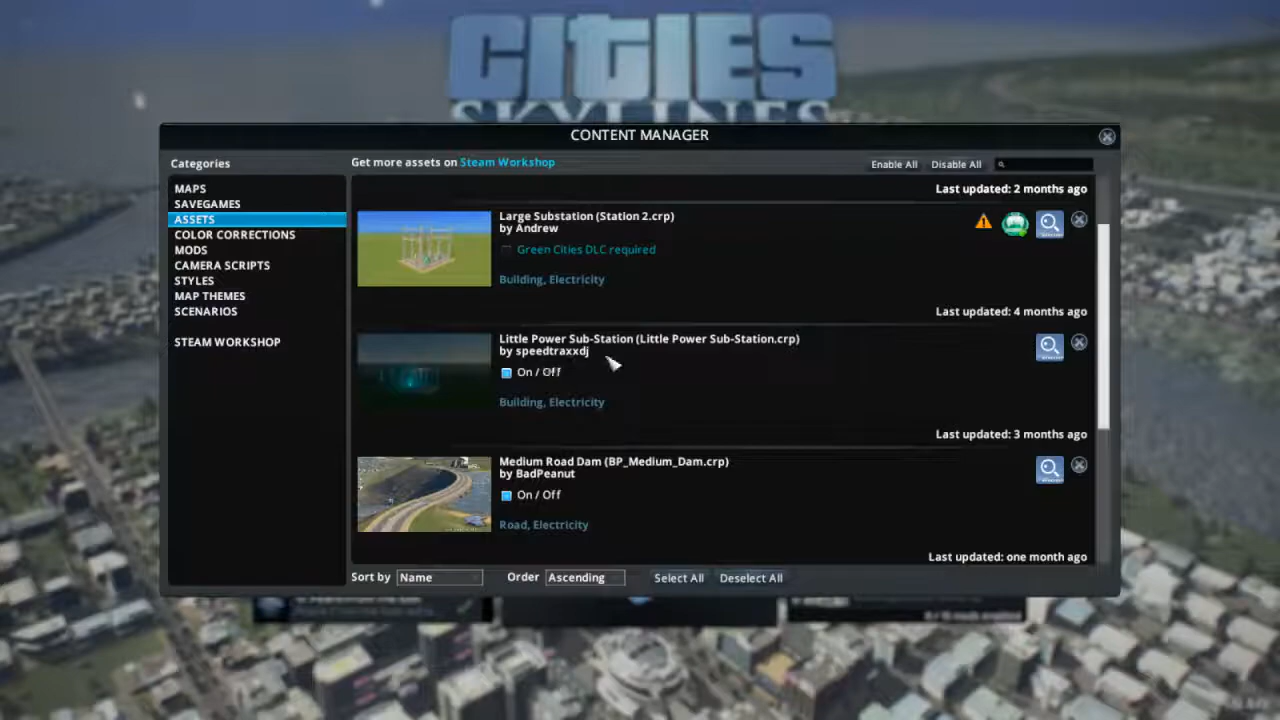 CITIES
SKYLINES
CONTENT MANAGER
Categories
Get more assets on Steam Workshop
Enable All
Disable All
MAPS
SAVEGAMES
ASSETS
COLOR CORRECTIONS
MODS
CAMERA SCRIPTS
STYLES
MAP THEMES
SCENARIOS
STEAM WORKSHOP
Last updated: 2 months ago
Large Substation (Station 2.crp)
by Andrew
Green Cities DLC required
Building, Electricity
Last updated: 4 months ago
Little Power Sub-Station (Little Power Sub-Station.crp)
by speedtraxxdj
On / Off
Building, Electricity
Last updated: 3 months ago
Medium Road Dam (BP_Medium_Dam.crp)
by BadPeanut
On / Off
Road, Electricity
Last updated: one month ago
Sort by
Name
Order
Ascending
Select All
Deselect All